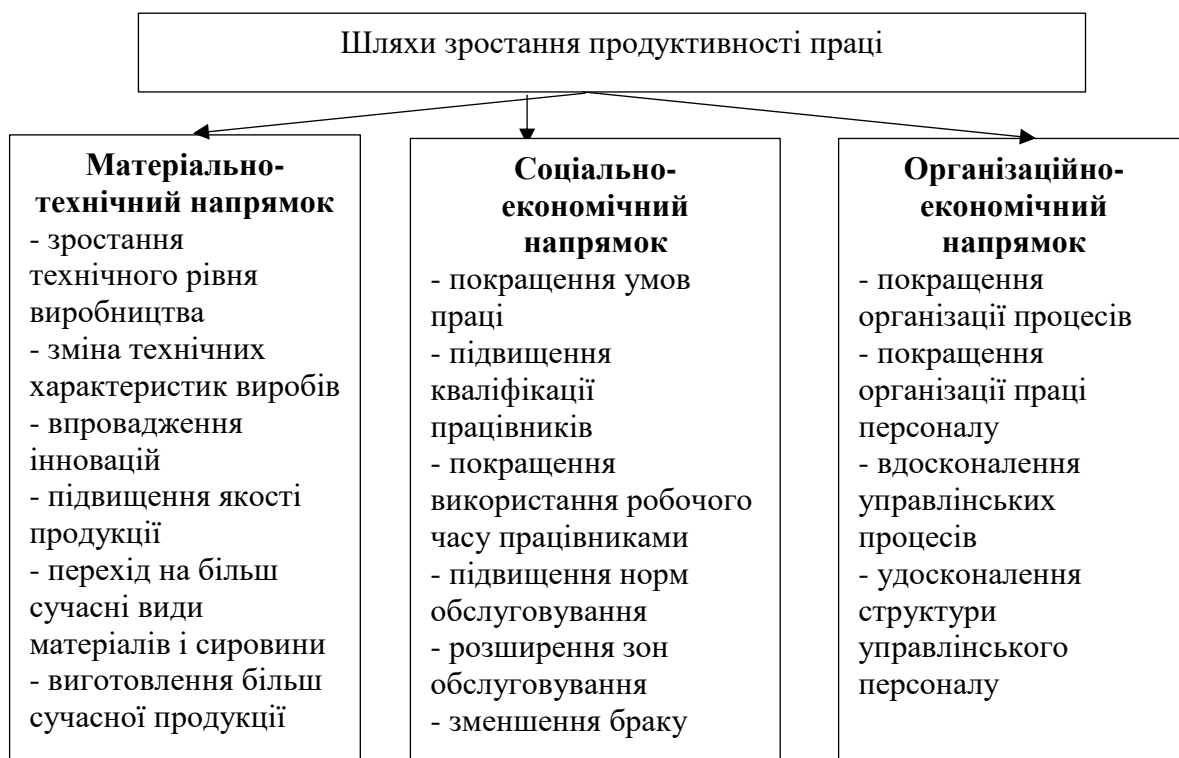 Шляхи зростання продуктивності праці
Матеріально-
технічний напрямок
- зростання
технічного рівня
виробництва
- зміна технічних
характеристик виробів
- впровадження
інновацій
- підвищення якості
продукції
- перехід на більш
сучасні види
матеріалів і сировини
- виготовлення більш
сучасної продукції
Соціально-
економічний
напрямок
- покращення умов
праці
- підвищення
кваліфікації
працівників
- покращення
використання робочого
часу працівниками
- підвищення норм
обслуговування
- розширення зон
обслуговування
- зменшення браку
Організаційно-
економічний
напрямок
- покращення
організації процесів
- покращення
організації праці
персоналу
- вдосконалення
управлінських
процесів
- удосконалення
структури
управлінського
персоналу